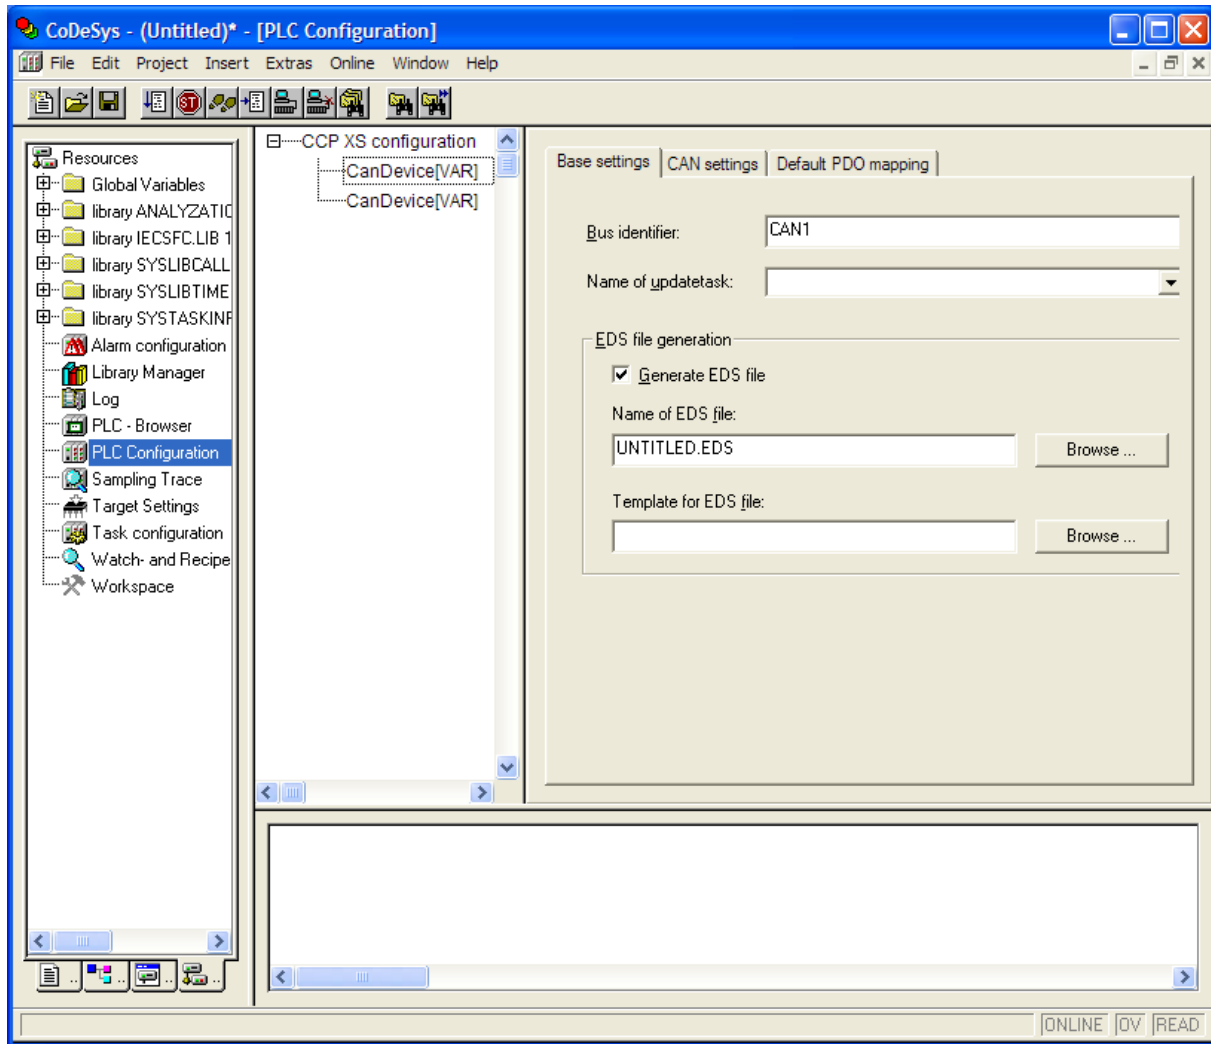 CoDeSys - (Untitled)* - [PLC Configuration]
File Edit Project Insert Extras Online Window Help
Resources
Global Variables
library ANALYZATIO
library IECSFC.LIB 1
library SYSLIBCALL
library SYSLIBTIME
library SYSTASKINF
Alarm configuration
Library Manager
Log
PLC - Browser
PLC Configuration
Sampling Trace
Target Settings
Task configuration
Watch- and Recipe
Workspace
CCP XS configuration
CanDevice[VAR]
CanDevice[VAR]
Base settings CAN settings Default PDO mapping
Bus identifier: CAN1
Name of updatetask:
EDS file generation
Generate EDS file
Name of EDS file:
UNTITLED.EDS Browse ...
Template for EDS file:
Browse ...
ONLINE OV READ